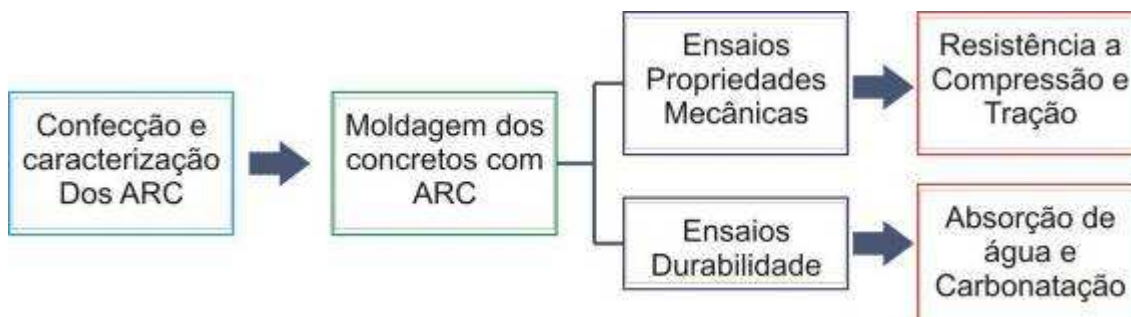 Confecção e
caracterização
Dos ARC
Moldagem dos
concretos com
ARC
Ensaios
Propriedades
Mecânicas
Resistência a
Compressão e
Tração
Ensaios
Durabilidade
Absorção de
água e
Carbonatação